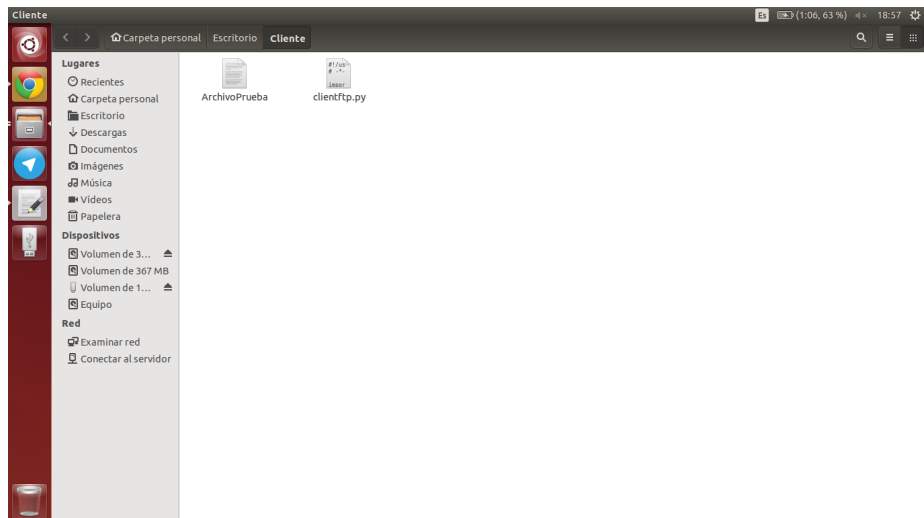 Cliente
Es (1:06, 63 %) 18:57
Carpeta personal Escritorio Cliente
Lugares
Recientes
Carpeta personal
Escritorio
Descargas
Documentos
Imágenes
Música
Vídeos
Papelera
Dispositivos
Volumen de 3...
Volumen de 367 MB
Volumen de 1...
Equipo
Red
Examinar red
Conectar al servidor
#!/us
# -*-
impor
ArchivoPrueba clientftp.py